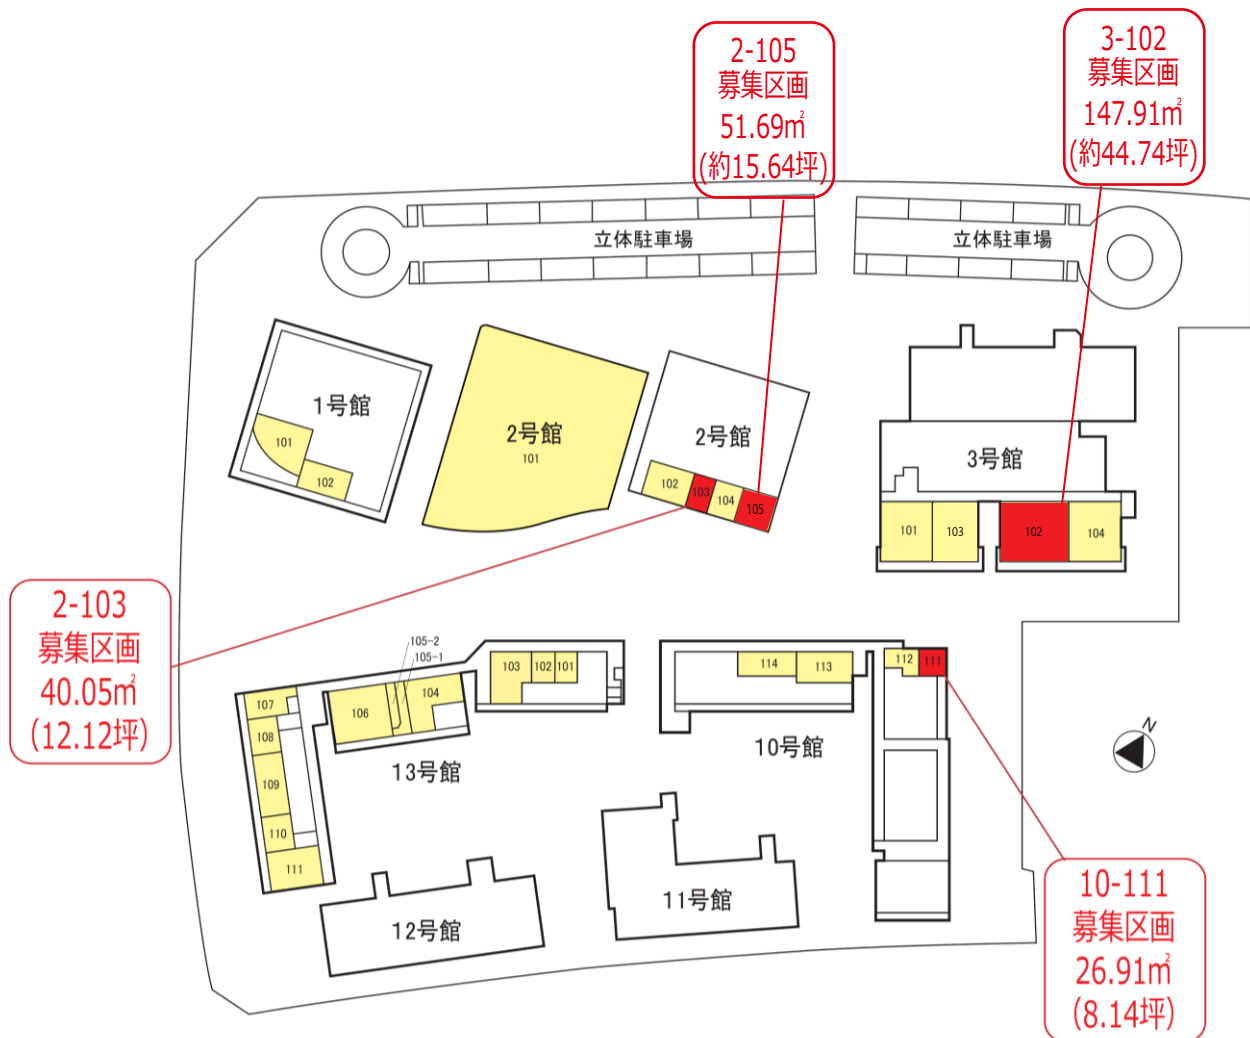 2-105
募集区画
51.69㎡
(約15.64坪)
3-102
募集区画
147.91㎡
(約44.74坪)
立体駐車場
立体駐車場
1号館
101
102
2号館
101
2号館
102
103
104
105
3号館
101
103
102
104
2-103
募集区画
40.05㎡
(12.12坪)
105-2
105-1
103
102
101
107
106
104
108
109
110
111
13号館
114
113
112
111
10号館
N
12号館
11号館
10-111
募集区画
26.91㎡
(8.14坪)